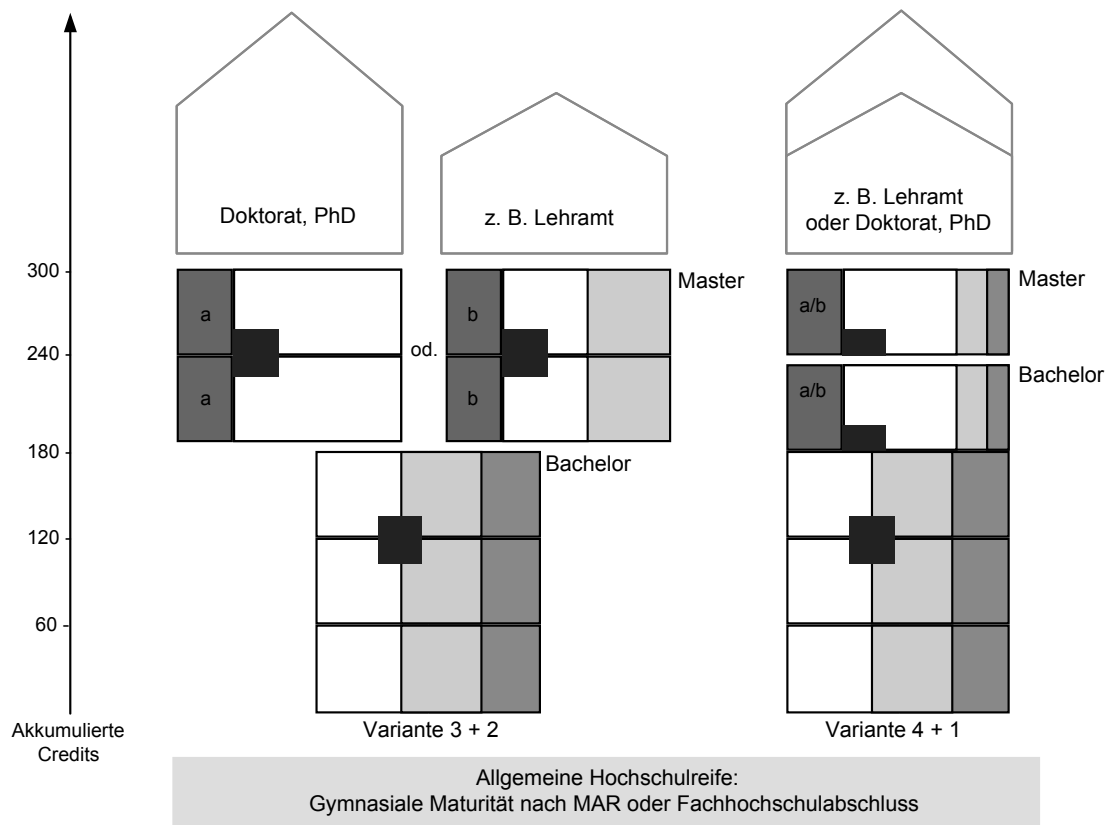 Doktorat, PhD
z. B. Lehramt
z. B. Lehramt
oder Doktorat, PhD
300
Master
Master
a
b
a/b
240
od.
Bachelor
a
b
a/b
180
Bachelor
120
60
Akkumulierte
Credits
Variante 3 + 2
Variante 4 + 1
Allgemeine Hochschulreife:
Gymnasiale Maturität nach MAR oder Fachhochschulabschluss